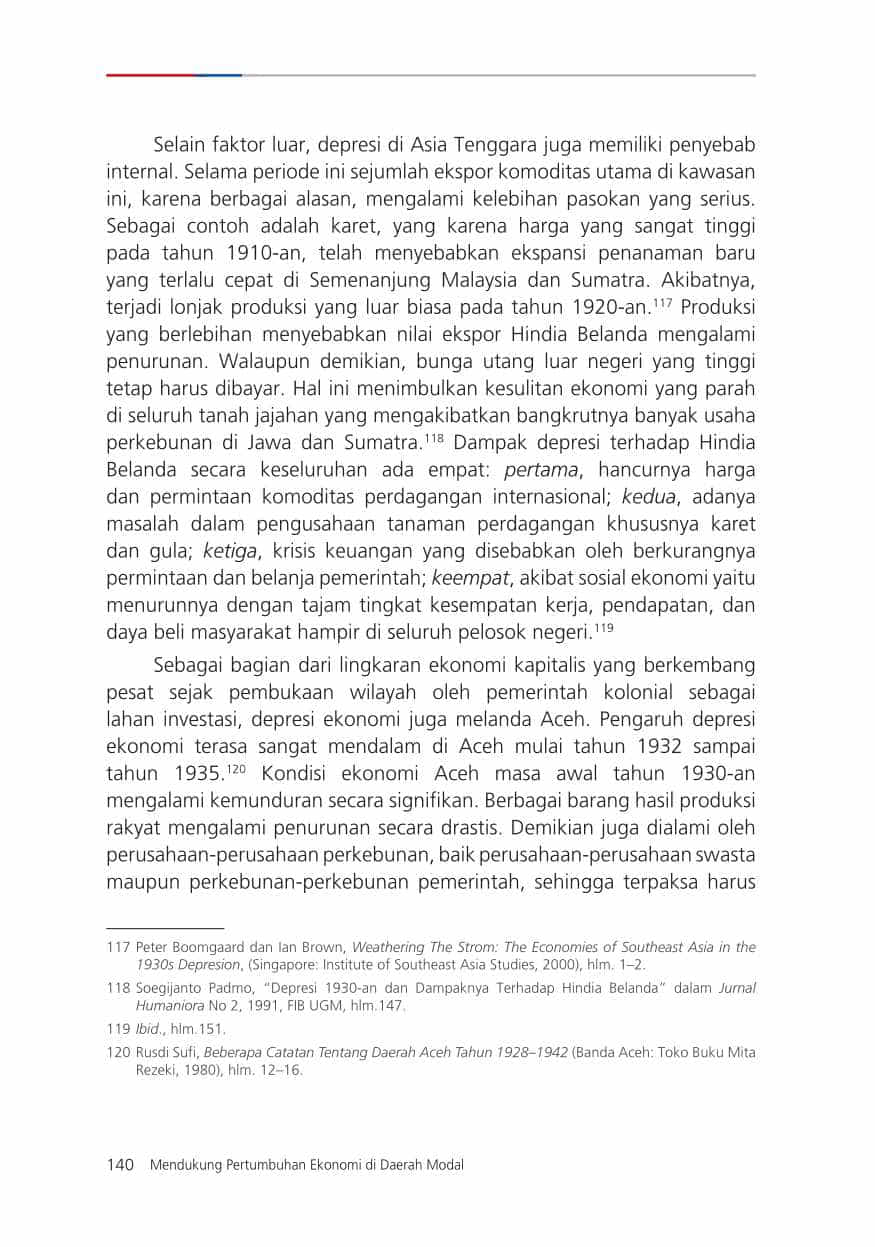 Selain faktor luar, depresi di Asia Tenggara juga memiliki penyebab
internal. Selama periode ini sejumlah ekspor komoditas utama di kawasan
ini, karena berbagai alasan, mengalami kelebihan pasokan yang serius.
Sebagai contoh adalah karet, yang karena harga yang sangat tinggi
pada tahun 1910-an, telah menyebabkan ekspansi penanaman baru
yang terlalu cepat di Semenanjung Malaysia dan Sumatra. Akibatnya,
terjadi lonjak produksi yang luar biasa pada tahun 1920-an.¹¹⁷ Produksi
yang berlebihan menyebabkan nilai ekspor Hindia Belanda mengalami
penurunan. Walaupun demikian, bunga utang luar negeri yang tinggi
tetap harus dibayar. Hal ini menimbulkan kesulitan ekonomi yang parah
di seluruh tanah jajahan yang mengakibatkan bangkrutnya banyak usaha
perkebunan di Jawa dan Sumatra.¹¹⁸ Dampak depresi terhadap Hindia
Belanda secara keseluruhan ada empat: pertama, hancurnya harga
dan permintaan komoditas perdagangan internasional; kedua, adanya
masalah dalam pengusahaan tanaman perdagangan khususnya karet
dan gula; ketiga, krisis keuangan yang disebabkan oleh berkurangnya
permintaan dan belanja pemerintah; keempat, akibat sosial ekonomi yaitu
menurunnya dengan tajam tingkat kesempatan kerja, pendapatan, dan
daya beli masyarakat hampir di seluruh pelosok negeri.¹¹⁹
Sebagai bagian dari lingkaran ekonomi kapitalis yang berkembang
pesat sejak pembukaan wilayah oleh pemerintah kolonial sebagai
lahan investasi, depresi ekonomi juga melanda Aceh. Pengaruh depresi
ekonomi terasa sangat mendalam di Aceh mulai tahun 1932 sampai
tahun 1935.¹²⁰ Kondisi ekonomi Aceh masa awal tahun 1930-an
mengalami kemunduran secara signifikan. Berbagai barang hasil produksi
rakyat mengalami penurunan secara drastis. Demikian juga dialami oleh
perusahaan-perusahaan perkebunan, baik perusahaan-perusahaan swasta
maupun perkebunan-perkebunan pemerintah, sehingga terpaksa harus
117 Peter Boomgaard dan Ian Brown, Weathering The Strom: The Economies of Southeast Asia in the
1930s Depresion, (Singapore: Institute of Southeast Asia Studies, 2000), hlm. 1–2.
118 Soegijanto Padmo, “Depresi 1930-an dan Dampaknya Terhadap Hindia Belanda” dalam Jurnal
Humaniora No 2, 1991, FIB UGM, hlm.147.
119 Ibid., hlm.151.
120 Rusdi Sufi, Beberapa Catatan Tentang Daerah Aceh Tahun 1928–1942 (Banda Aceh: Toko Buku Mita
Rezeki, 1980), hlm. 12–16.
140 Mendukung Pertumbuhan Ekonomi di Daerah Modal